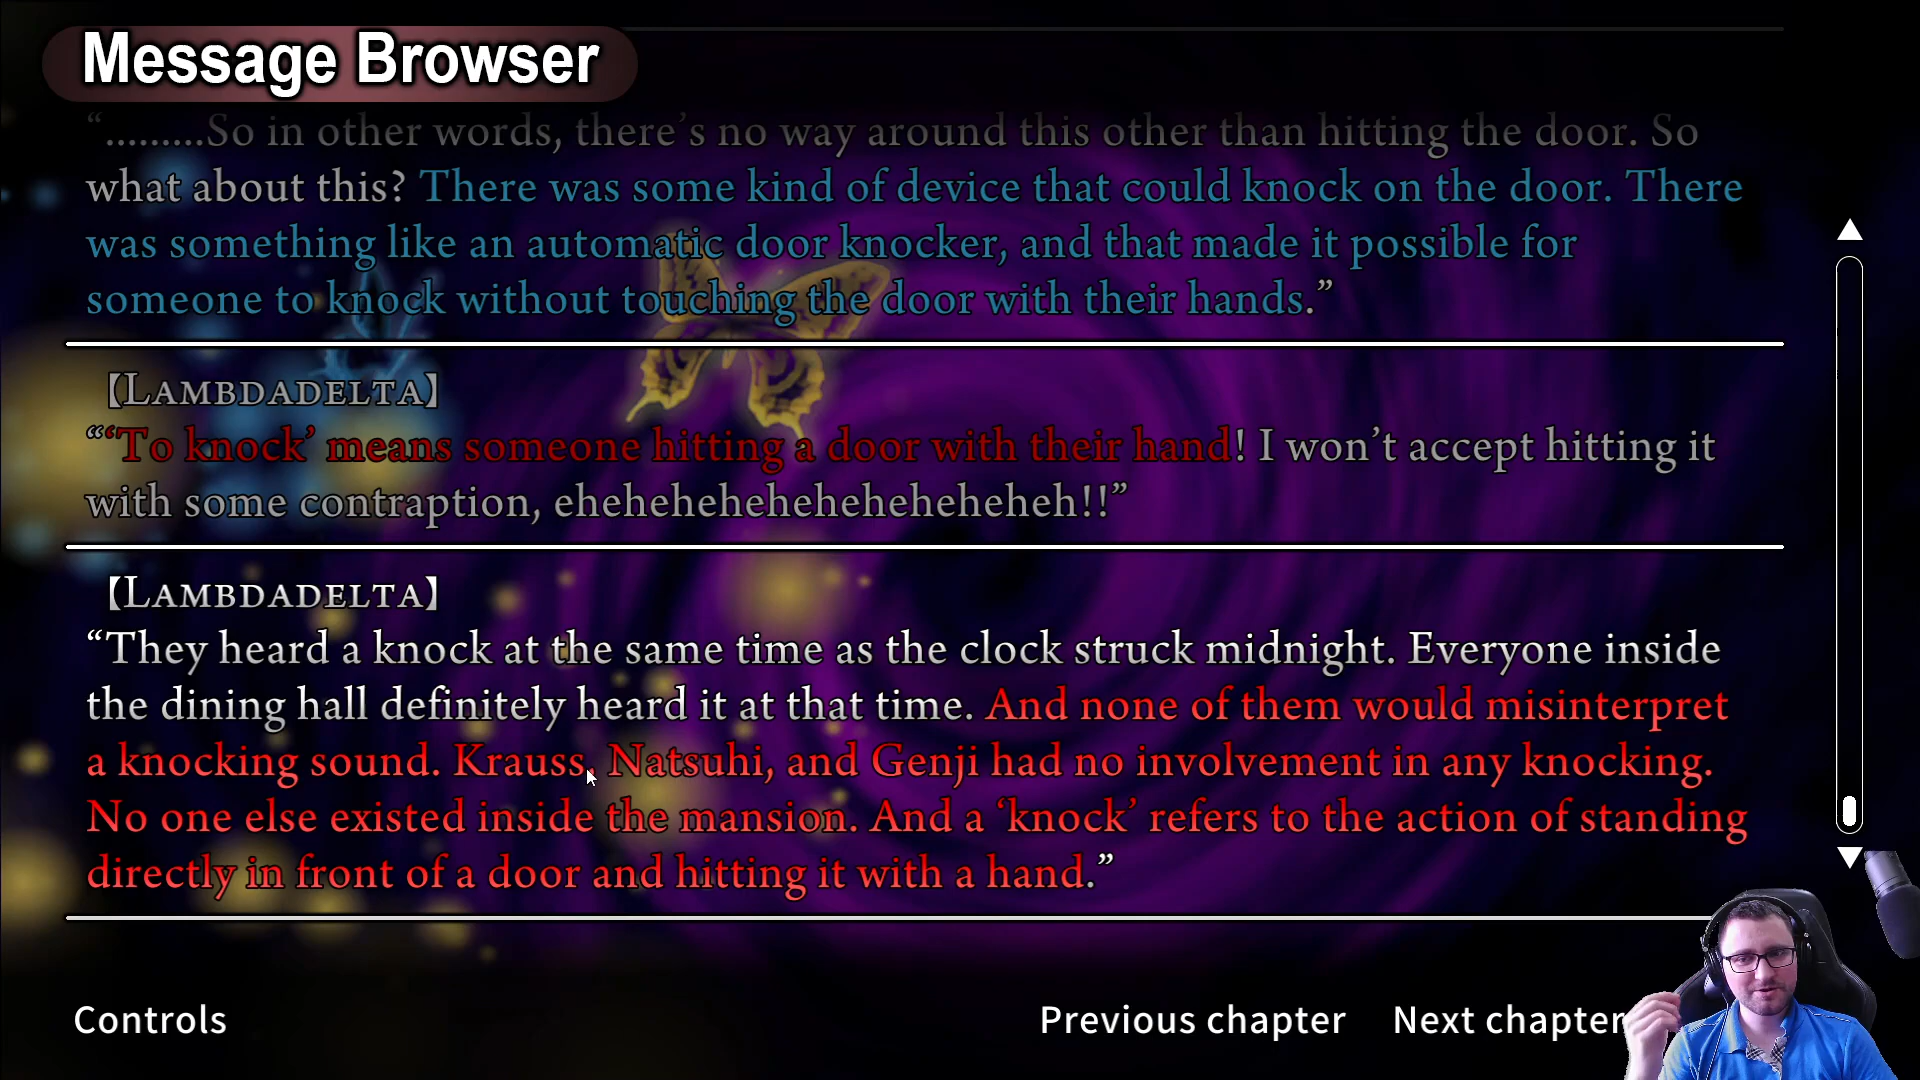 Message Browser
“.........So in other words, there’s no way around this other than hitting the door. So
what about this? There was some kind of device that could knock on the door. There
was something like an automatic door knocker, and that made it possible for
someone to knock without touching the door with their hands.”
【LAMBDADELTA】
“‘To knock’ means someone hitting a door with their hand! I won’t accept hitting it
with some contraption, ehehehehehehehehehe​heh!!”
【LAMBDADELTA】
“They heard a knock at the same time as the clock struck midnight. Everyone inside
the dining hall definitely heard it at that time. And none of them would misinterpret
a knocking sound. Krauss, Natsuhi, and Genji had no involvement in any knocking.
No one else existed inside the mansion. And a ‘knock’ refers to the action of standing
directly in front of a door and hitting it with a hand.”
Controls
Previous chapter
Next chapter